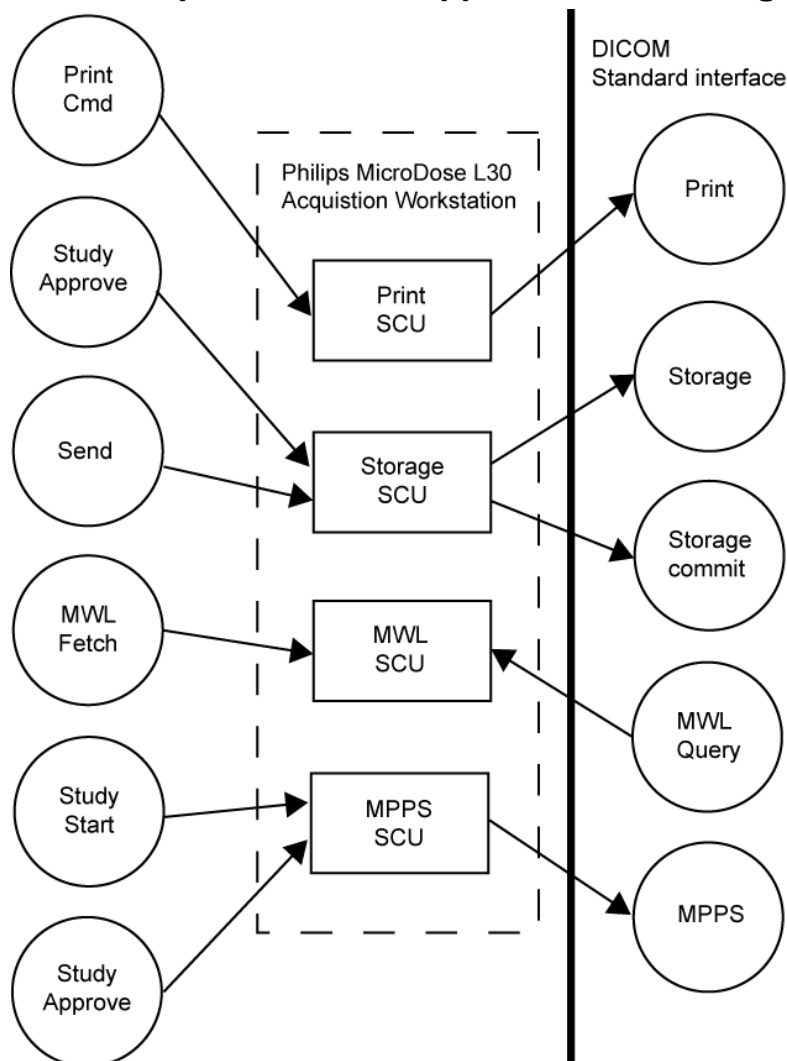 Print
Cmd
Study
Approve
Send
MWL
Fetch
Study
Start
Study
Approve
Philips MicroDose L30
Acquistion Workstation
Print
SCU
Storage
SCU
MWL
SCU
MPPS
SCU
DICOM
Standard interface
Print
Storage
Storage
commit
MWL
Query
MPPS